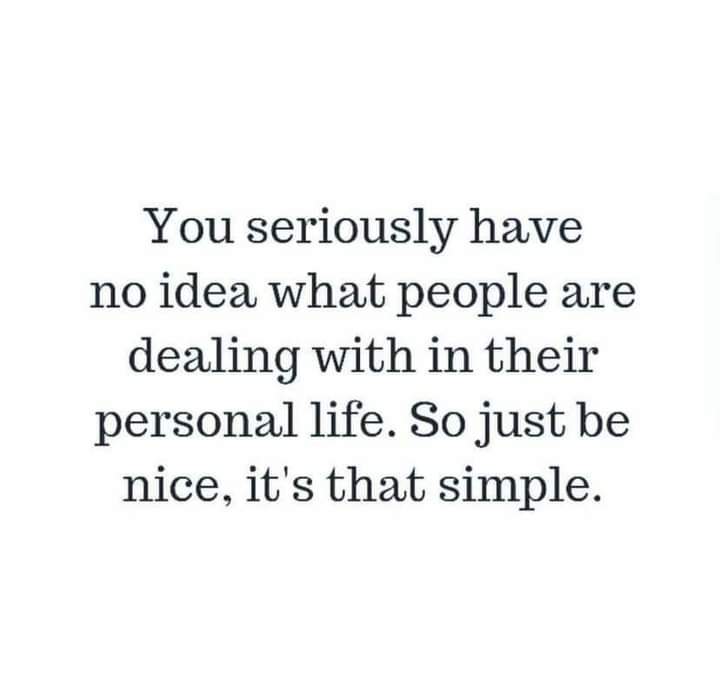 You seriously have
no idea what people are
dealing with in their
personal life. So just be
nice, it's that simple.